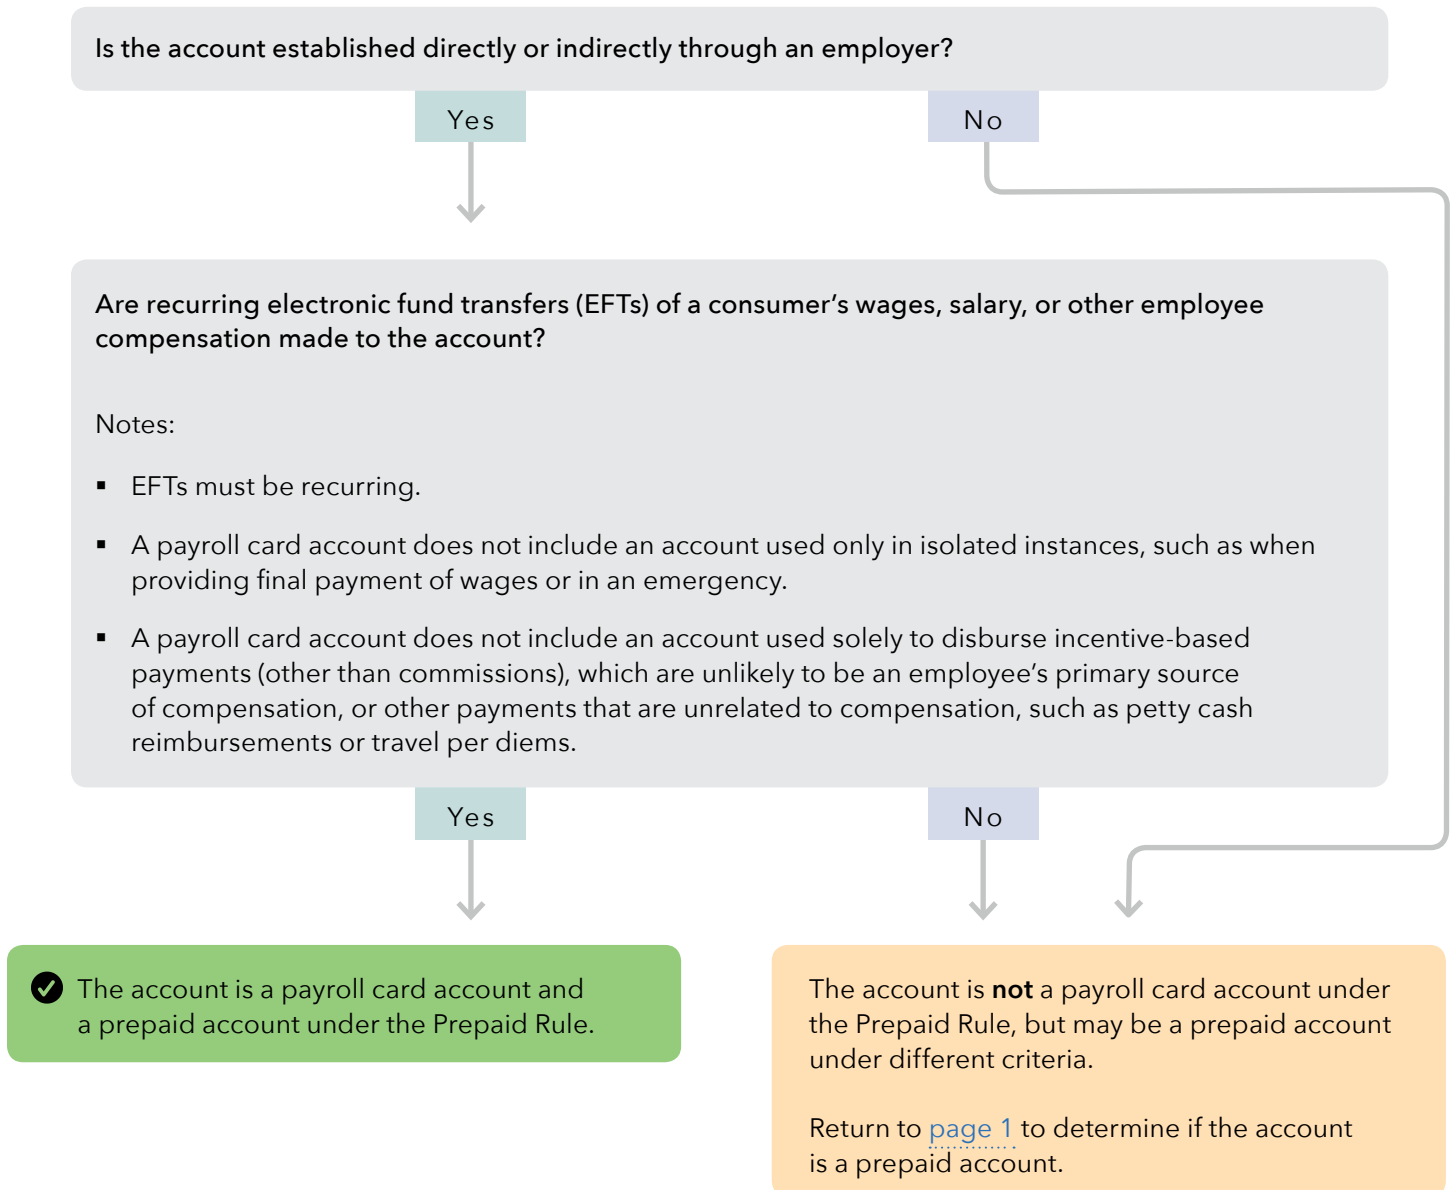 Is the account established directly or indirectly through an employer?
Yes
No
Are recurring electronic fund transfers (EFTs) of a consumer’s wages, salary, or other employee
compensation made to the account?
Notes:
▪ EFTs must be recurring.
▪ A payroll card account does not include an account used only in isolated instances, such as when
providing final payment of wages or in an emergency.
▪ A payroll card account does not include an account used solely to disburse incentive-based
payments (other than commissions), which are unlikely to be an employee’s primary source
of compensation, or other payments that are unrelated to compensation, such as petty cash
reimbursements or travel per diems.
Yes
No
The account is a payroll card account and
a prepaid account under the Prepaid Rule.
The account is not a payroll card account under
the Prepaid Rule, but may be a prepaid account
under different criteria.
Return to page 1 to determine if the account
is a prepaid account.